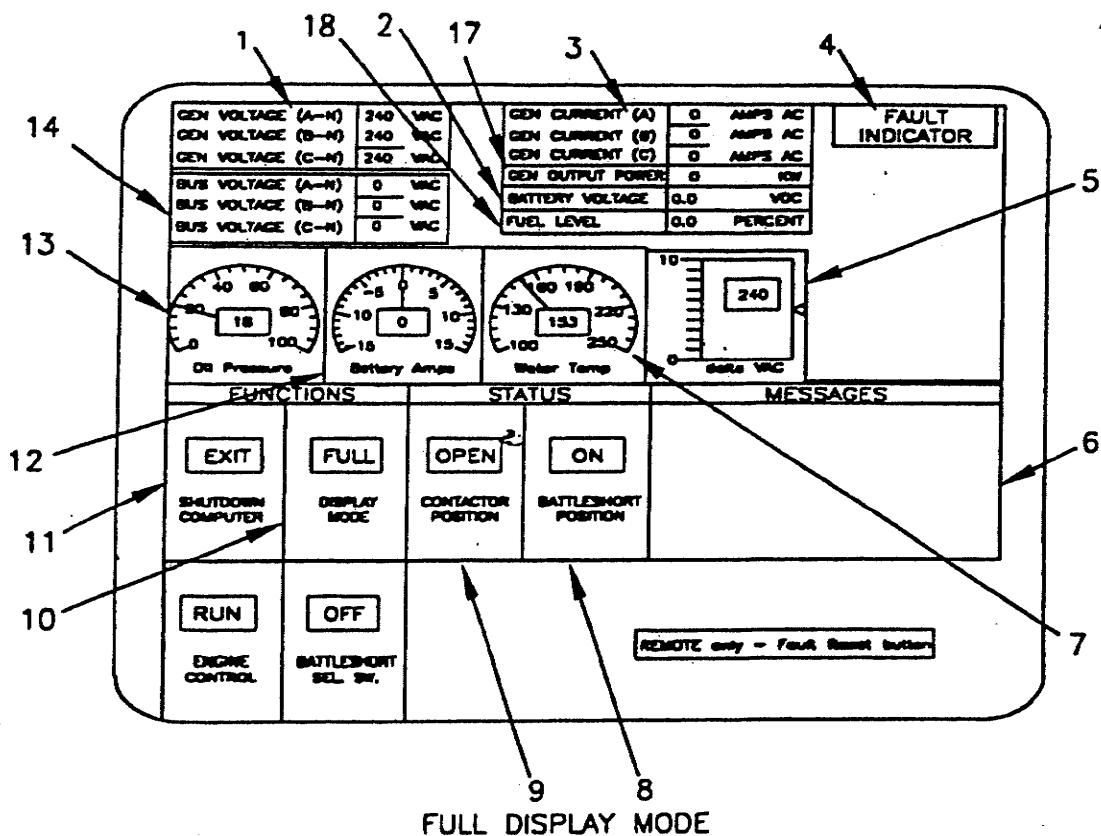 1
18
2
17
3
4
GEN VOLTAGE (A-N) 240 VAC
GEN VOLTAGE (B-N) 240 VAC
GEN VOLTAGE (C-N) 240 VAC
GEN CURRENT (A) 0 AMPS AC
GEN CURRENT (B) 0 AMPS AC
GEN CURRENT (C) 0 AMPS AC
GEN OUTPUT POWER 0 KW
BATTERY VOLTAGE 0.0 VDC
FUEL LEVEL 0.0 PERCENT
FAULT
INDICATOR
14
BUS VOLTAGE (A-N) 0 VAC
BUS VOLTAGE (B-N) 0 VAC
BUS VOLTAGE (C-N) 0 VAC
5
13
0 20 40 60 80 100
18
Oil Pressure
15 10 -5 0 5 10 15
0
Battery Amps
100 130 160 190 220 250
153
Water Temp
10
240
0
delta VAC
FUNCTIONS
STATUS
MESSAGES
12
11
10
6
7
EXIT
SHUTDOWN
COMPUTER
FULL
DISPLAY
MODE
OPEN
CONTACTOR
POSITION
ON
BATTLESHORT
POSITION
RUN
ENGINE
CONTROL
OFF
BATTLESHORT
SEL. SW.
REMOTE only - Fault Reset button
9
8
FULL DISPLAY MODE